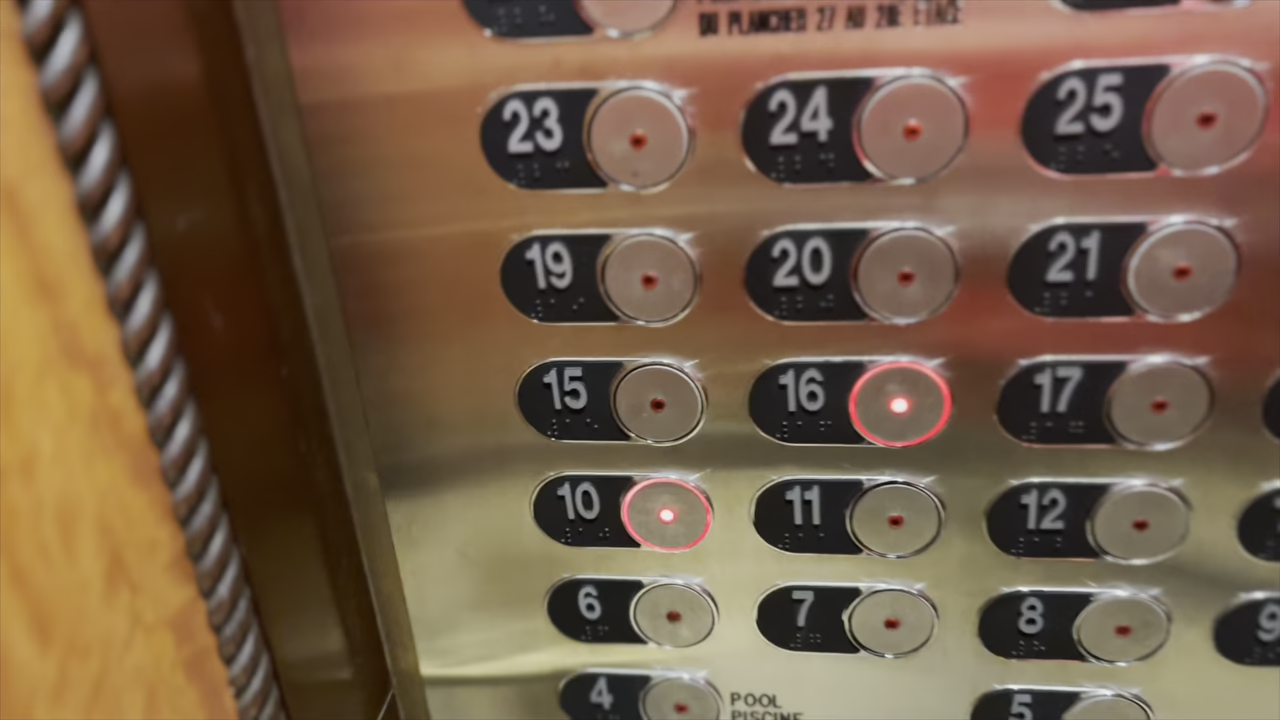 DU PLANCHER 27 AU 28E ÉTAGE
23 24 25
19 20 21
15 16 17
10 11 12
6 7 8 9
4 POOL 5
PISCINE